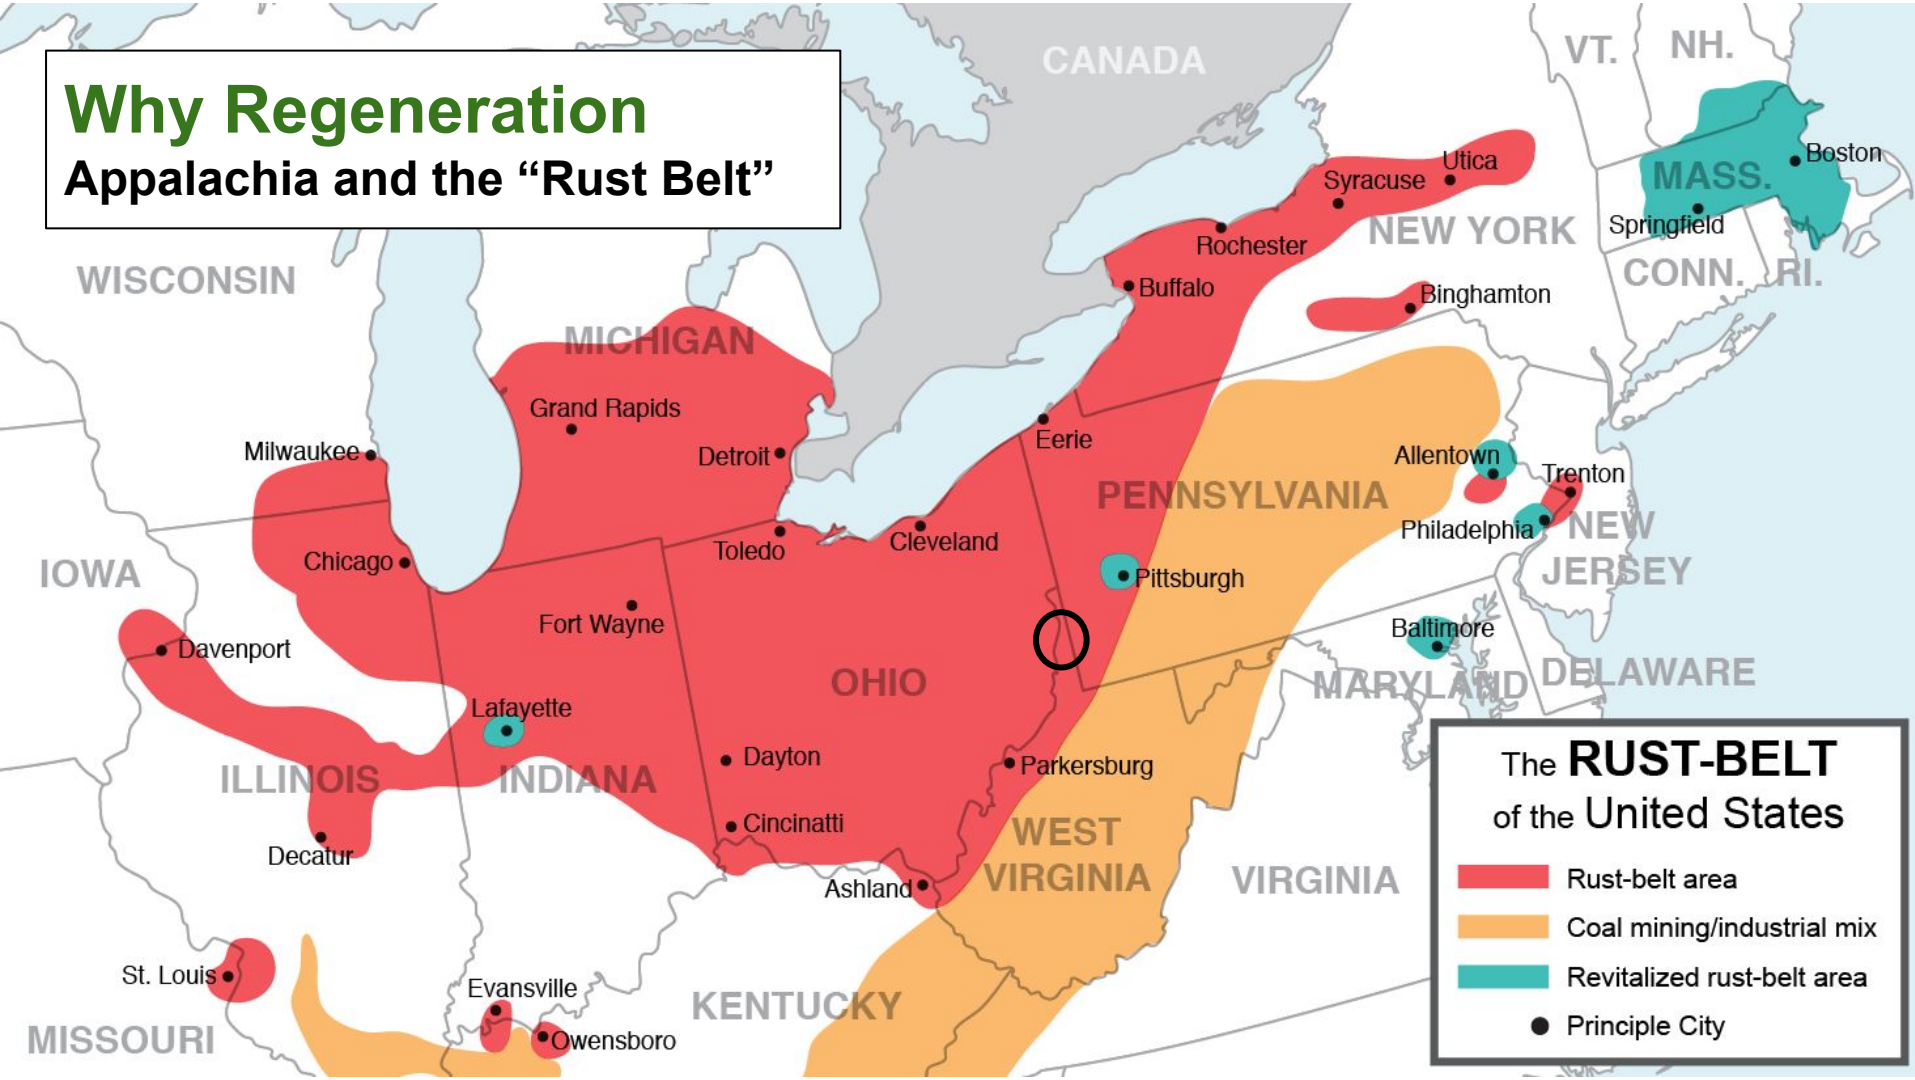 Why Regeneration
Appalachia and the “Rust Belt”
CANADA
VT.
NH.
Boston
MASS.
Springfield
Utica
Syracuse
NEW YORK
Rochester
CONN.
RI.
WISCONSIN
Buffalo
Binghamton
MICHIGAN
Grand Rapids
Eerie
Milwaukee
Detroit
Allentown
Trenton
PENNSYLVANIA
Philadelphia
NEW
JERSEY
Toledo
Cleveland
Chicago
IOWA
Pittsburgh
Fort Wayne
Baltimore
Davenport
OHIO
MARYLAND
DELAWARE
Lafayette
Dayton
Parkersburg
ILLINOIS
INDIANA
Cincinatti
WEST
VIRGINIA
VIRGINIA
Decatur
Ashland
St. Louis
Evansville
KENTUCKY
MISSOURI
Owensboro
The RUST-BELT
of the United States
Rust-belt area
Coal mining/industrial mix
Revitalized rust-belt area
Principle City